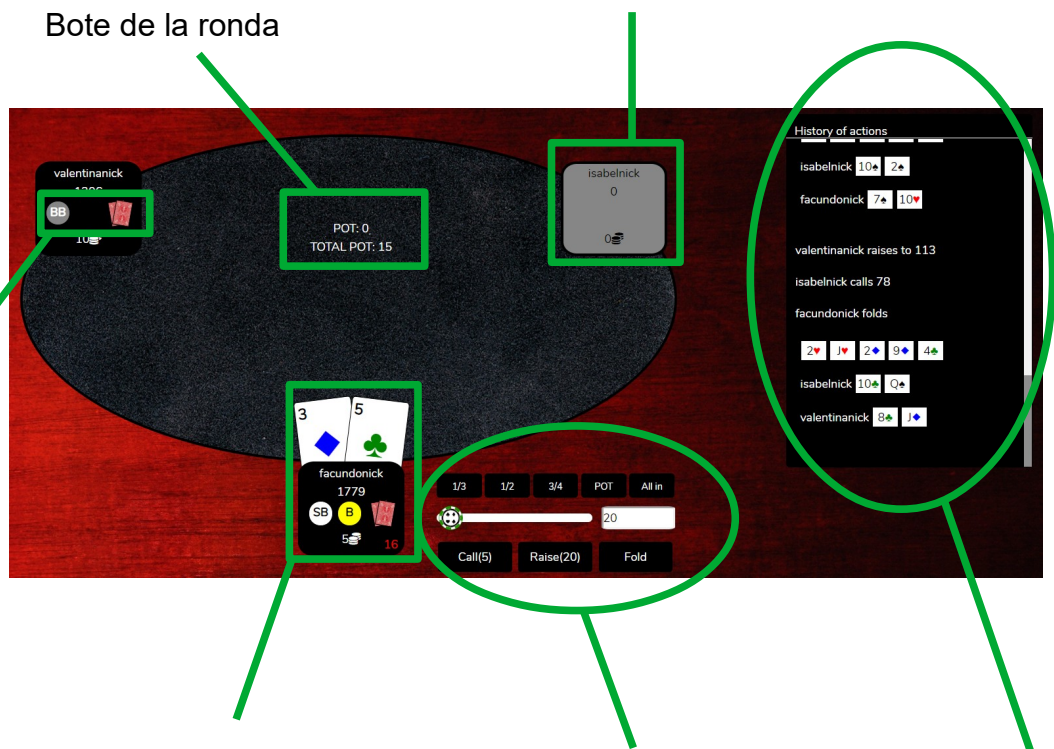 Bote de la ronda
valentinanick
BB
10
POT: 0
TOTAL POT: 15
isabelnick
0
0
3 5
facundonick
1779
SB B
5 16
1/3 1/2 3/4 POT All in
20
Call(5) Raise(20) Fold
History of actions
isabelnick 10♠ 2♠
facundonick 7♠ 10♥
valentinanick raises to 113
isabelnick calls 78
facundonick folds
2♥ J♥ 2♦ 9♦ 4♣
isabelnick 10♣ Q♠
valentinanick 8♣ J♦